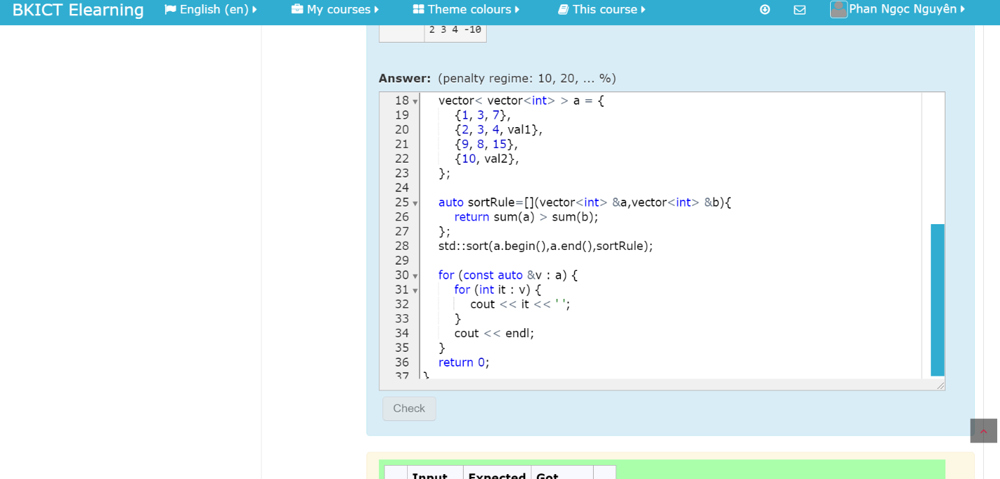 BKICT Elearning English (en) My courses Theme colours This course Phan Ngọc Nguyên
2 3 4 -10
Answer: (penalty regime: 10, 20, ... %)
18 vector< vector<int> > a = {
19 {1, 3, 7},
20 {2, 3, 4, val1},
21 {9, 8, 15},
22 {10, val2},
23 };
24
25 auto sortRule=[](vector<int> &a,vector<int> &b){
26 return sum(a) > sum(b);
27 };
28 std::sort(a.begin(),a.end(),sortRule);
29
30 for (const auto &v : a) {
31 for (int it : v) {
32 cout << it << ' ';
33 }
34 cout << endl;
35 }
36 return 0;
37 }
Check
Input Expected Got